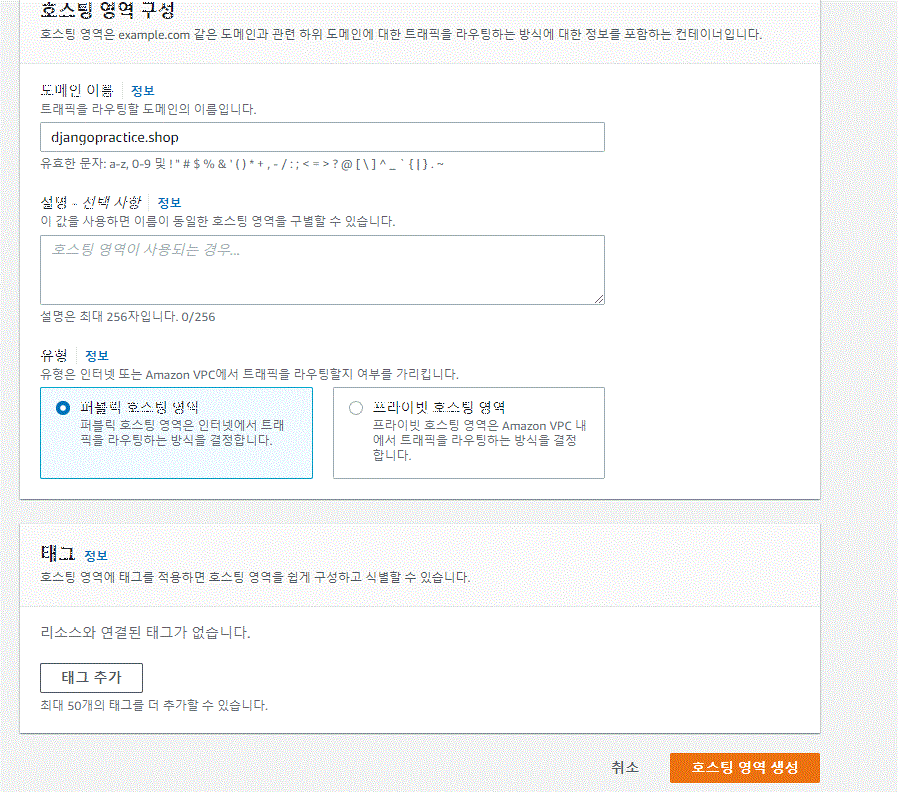 호스팅 영역 구성
호스팅 영역은 example.com 같은 도메인과 관련 하위 도메인에 대한 트래픽을 라우팅하는 방식에 대한 정보를 포함하는 컨테이너입니다.
도메인 이름 정보
트래픽을 라우팅할 도메인의 이름입니다.
djangopractice.shop
유효한 문자: a-z, 0-9 및 ! " # $ % & ' ( ) * + , - / : ; < = > ? @ [ \ ] ^ _ ` { | } . ~
설명 - 선택 사항 정보
이 값을 사용하면 이름이 동일한 호스팅 영역을 구별할 수 있습니다.
호스팅 영역이 사용되는 경우...
설명은 최대 256자입니다. 0/256
유형 정보
유형은 인터넷 또는 Amazon VPC에서 트래픽을 라우팅할지 여부를 가리킵니다.
퍼블릭 호스팅 영역
퍼블릭 호스팅 영역은 인터넷에서 트래
픽을 라우팅하는 방식을 결정합니다.
프라이빗 호스팅 영역
프라이빗 호스팅 영역은 Amazon VPC 내
에서 트래픽을 라우팅하는 방식을 결정
합니다.
태그 정보
호스팅 영역에 태그를 적용하면 호스팅 영역을 쉽게 구성하고 식별할 수 있습니다.
리소스와 연결된 태그가 없습니다.
태그 추가
최대 50개의 태그를 더 추가할 수 있습니다.
취소 호스팅 영역 생성